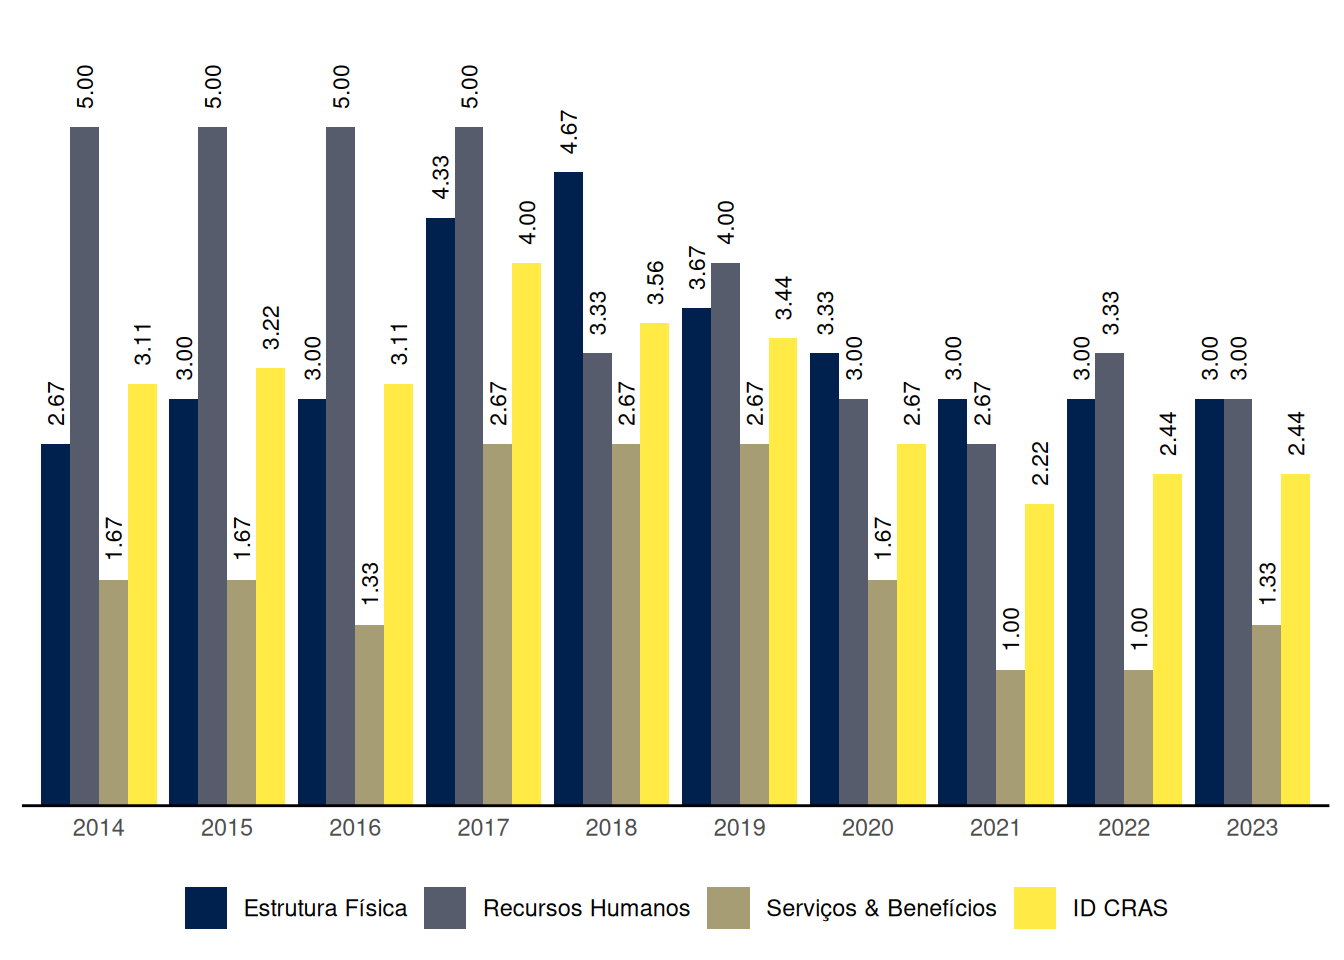 2.67 5.00 1.67 3.11
3.00 5.00 1.67 3.22
3.00 5.00 1.33 3.11
4.33 5.00 2.67 4.00
4.67 3.33 2.67 3.56
3.67 4.00 2.67 3.44
3.33 3.00 1.67 2.67
3.00 2.67 1.00 2.22
3.00 3.33 1.00 2.44
3.00 3.00 1.33 2.44
2014 2015 2016 2017 2018 2019 2020 2021 2022 2023
Estrutura Física Recursos Humanos Serviços & Benefícios ID CRAS